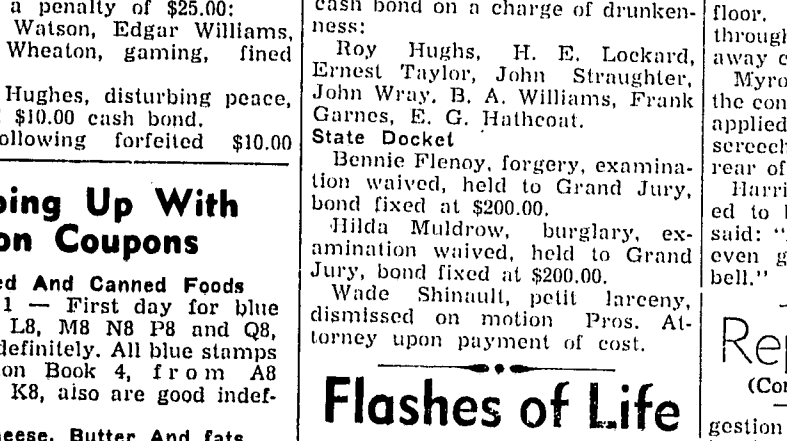 a penalty of $25.00:
Watson, Edgar Williams,
Wheaton, gaming, fined
Hughes, disturbing peace,
$10.00 cash bond.
ollowing forfeited $10.00
ping Up With
on Coupons
ed And Canned Foods
1 — First day for blue
L8, M8 N8 P8 and Q8,
definitely. All blue stamps
on Book 4, from A8
K8, also are good indef-
eese, Butter And fats
cash bond on a charge of drunken-
ness:
Roy Hughs, H. E. Lockard,
Ernest Taylor, John Straughter,
John Wray, B. A. Williams, Frank
Garnes, E. G. Hathcoat.
State Docket
Bennie Flenoy, forgery, examina-
tion waived, held to Grand Jury,
bond fixed at $200.00.
Hilda Muldrow, burglary, ex-
amination waived, held to Grand
Jury, bond fixed at $200.00.
Wade Shinault, petit larceny,
dismissed on motion Pros. At-
torney upon payment of cost.
Flashes of Life
floor.
through
away c
Myro
the con
applied
screech
rear of
Harri
ed to
said: "
even g
bell."
Rep
(Con
gestion